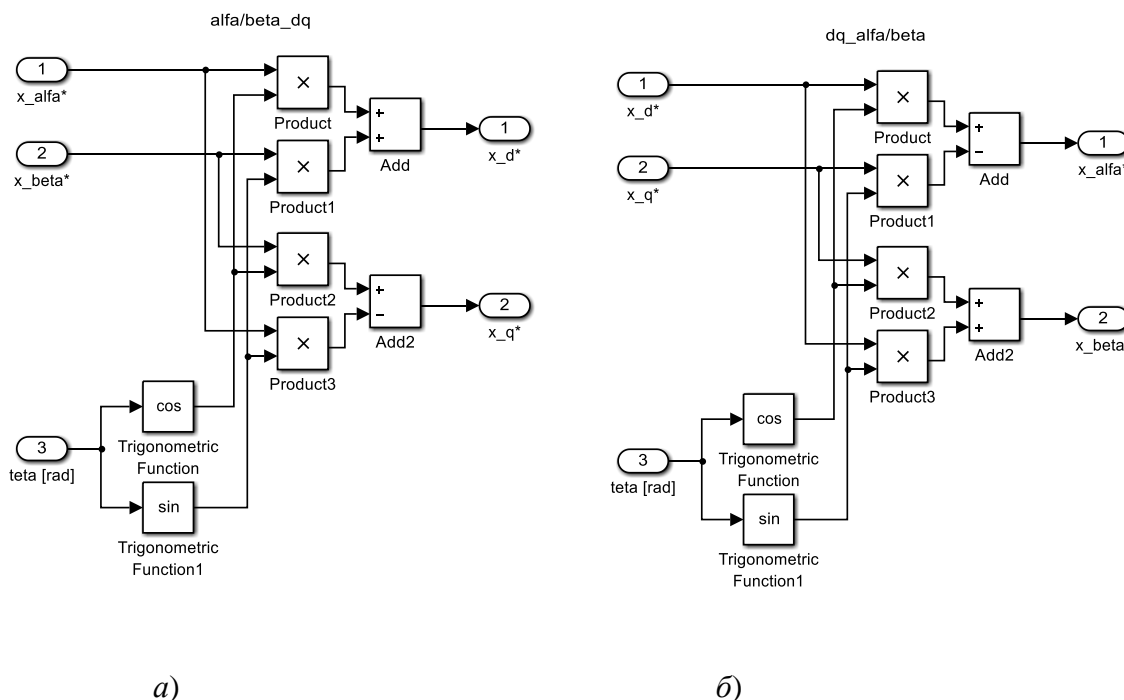 alfa/beta_dq
1
x_alfa*
2
x_beta*
×
Product
×
Product1
×
Product2
×
Product3
+
+
Add
+
−
Add2
1
x_d*
2
x_q*
3
teta [rad]
cos
Trigonometric
Function
sin
Trigonometric
Function1
а)
dq_alfa/beta
1
x_d*
2
x_q*
×
Product
×
Product1
×
Product2
×
Product3
+
−
Add
+
+
Add2
1
x_alfa*
2
x_beta
3
teta [rad]
cos
Trigonometric
Function
sin
Trigonometric
Function1
б)